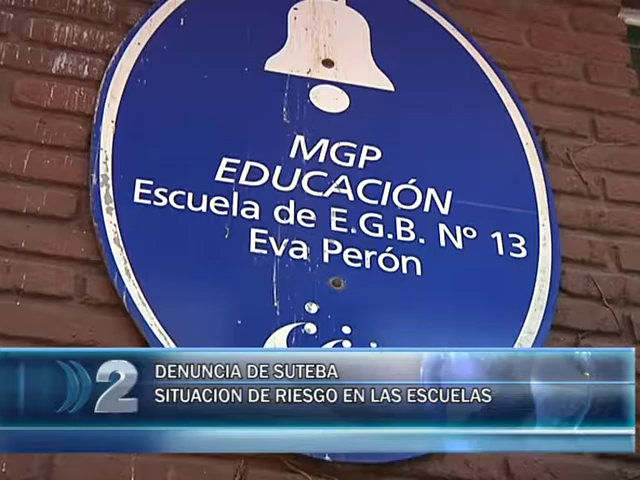 MGP
EDUCACIÓN
Escuela de E.G.B. Nº 13
Eva Perón
2
DENUNCIA DE SUTEBA
SITUACION DE RIESGO EN LAS ESCUELAS